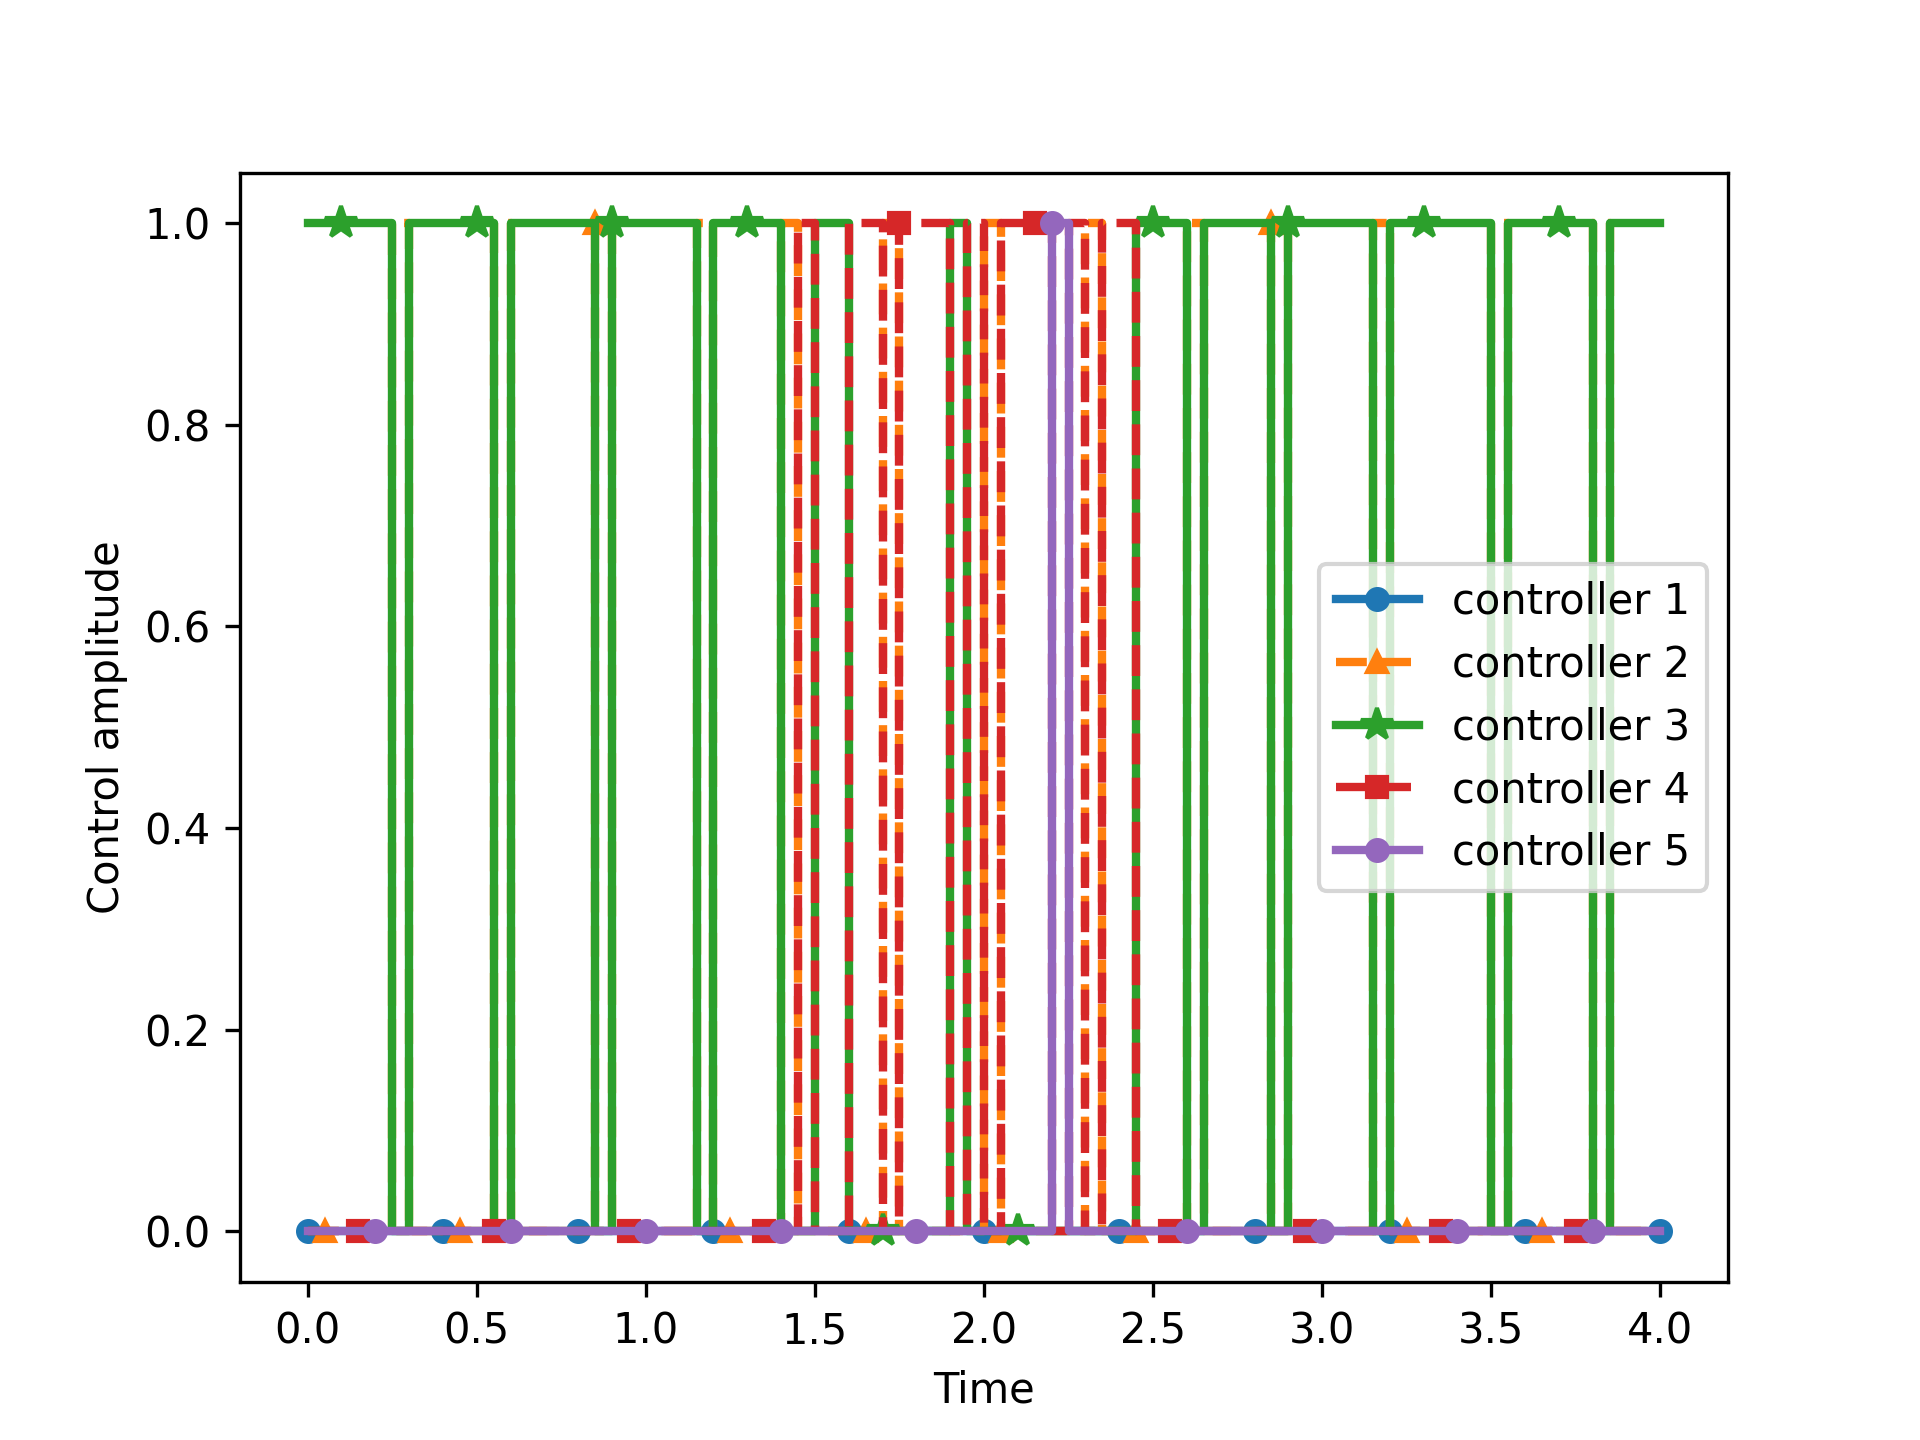 1.0
0.8
0.6
0.4
0.2
0.0
Control amplitude
controller 1
controller 2
controller 3
controller 4
controller 5
0.0 0.5 1.0 1.5 2.0 2.5 3.0 3.5 4.0
Time